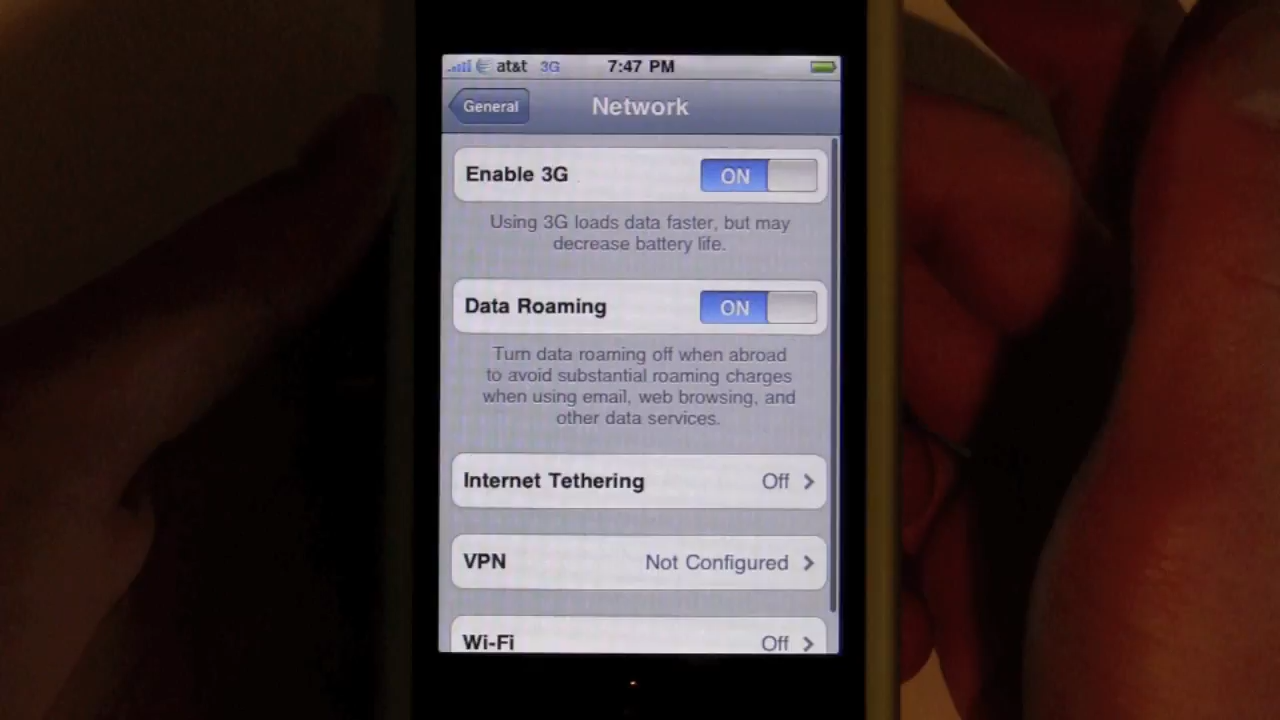 at&t 3G 7:47 PM
General Network
Enable 3G ON
Using 3G loads data faster, but may
decrease battery life.
Data Roaming ON
Turn data roaming off when abroad
to avoid substantial roaming charges
when using email, web browsing, and
other data services.
Internet Tethering Off
VPN Not Configured
Wi-Fi Off